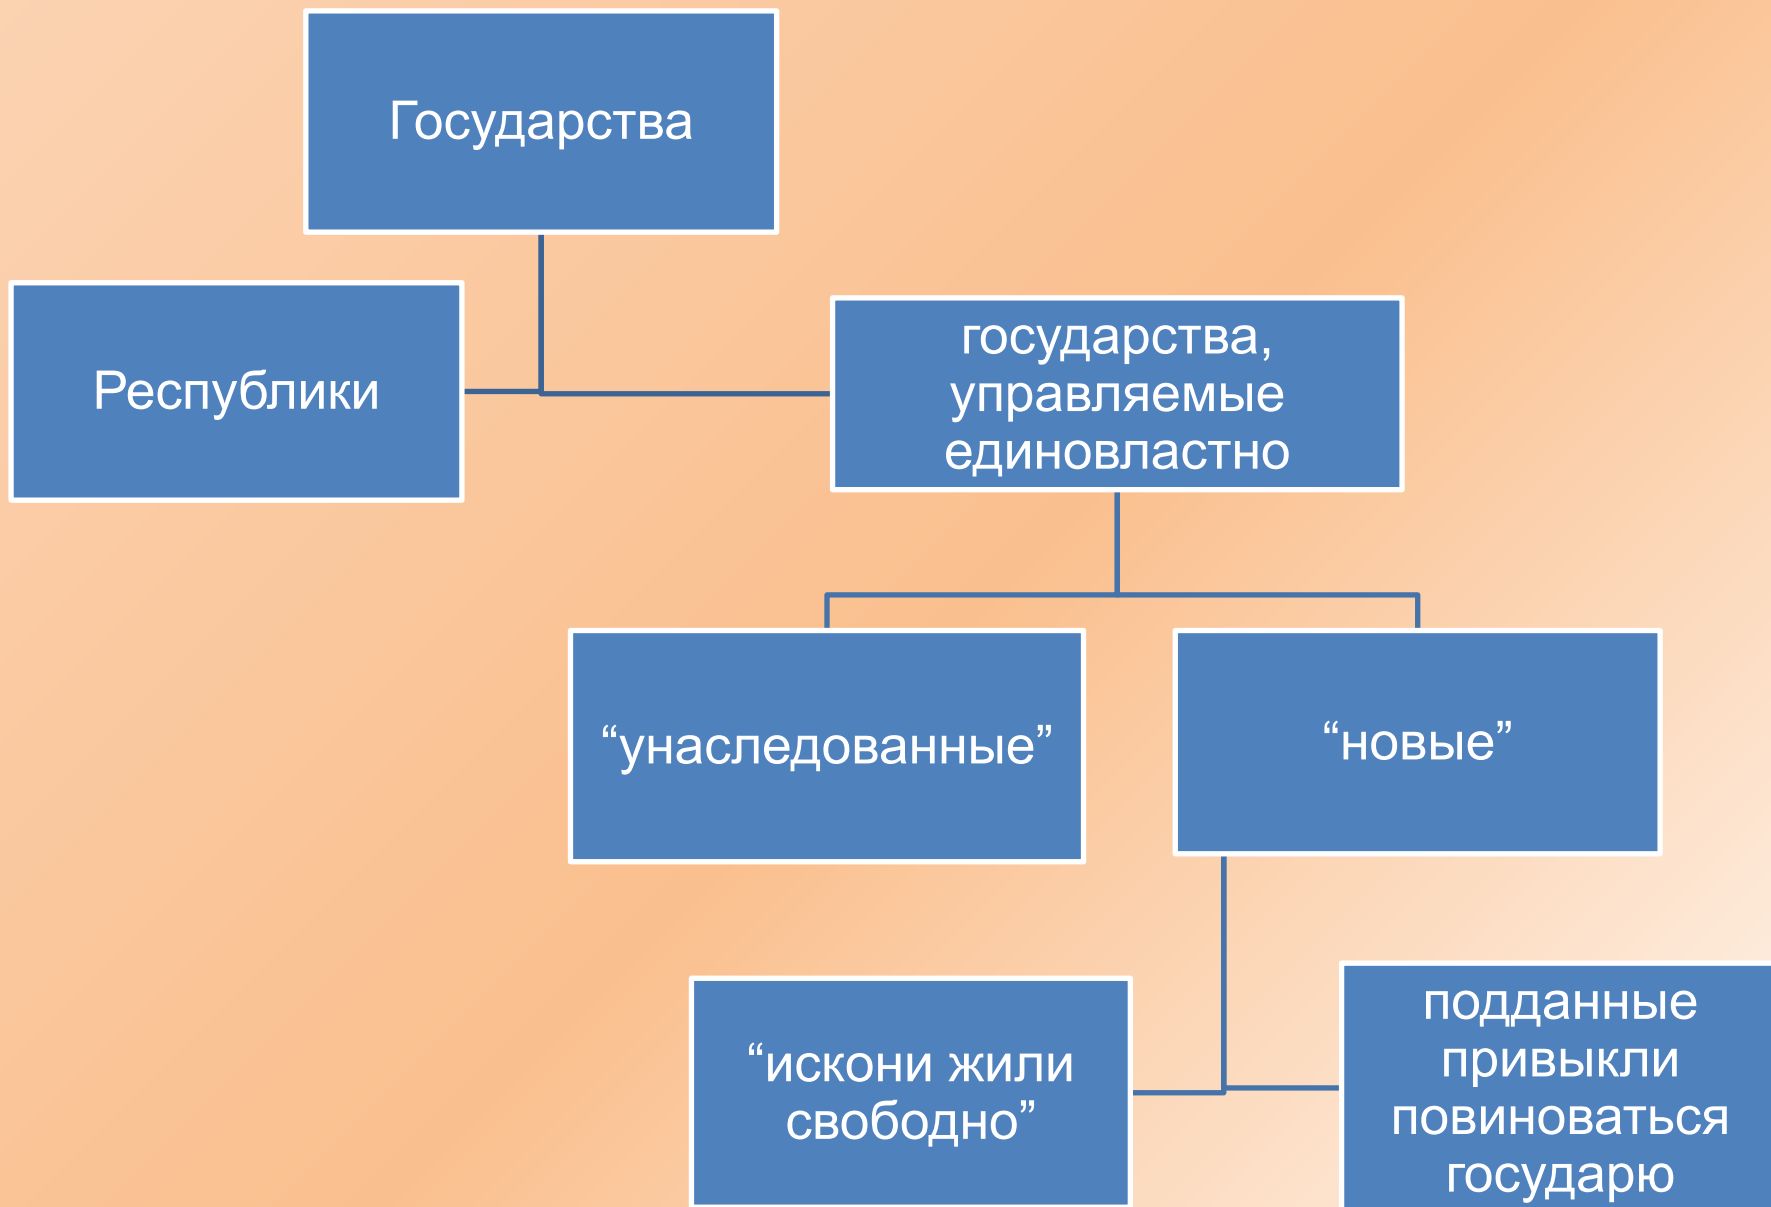 Государства
Республики
государства,
управляемые
единовластно
“унаследованные”
“новые”
“искони жили
свободно”
подданные
привыкли
повиноваться
государю